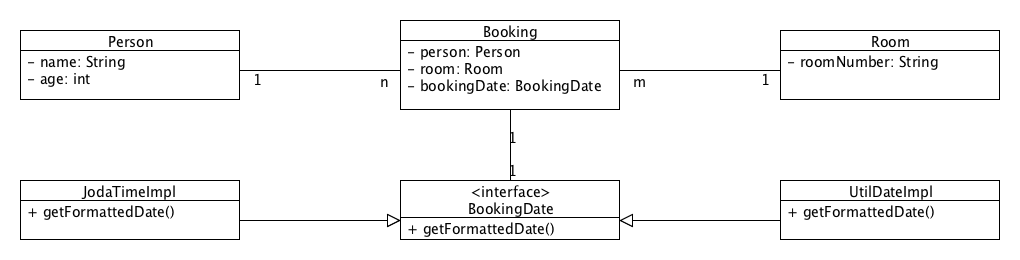 Person
– name: String
– age: int
1
n
Booking
– person: Person
– room: Room
– bookingDate: BookingDate
m
1
Room
– roomNumber: String
1
1
JodaTimeImpl
+ getFormattedDate()
<interface>
BookingDate
+ getFormattedDate()
UtilDateImpl
+ getFormattedDate()